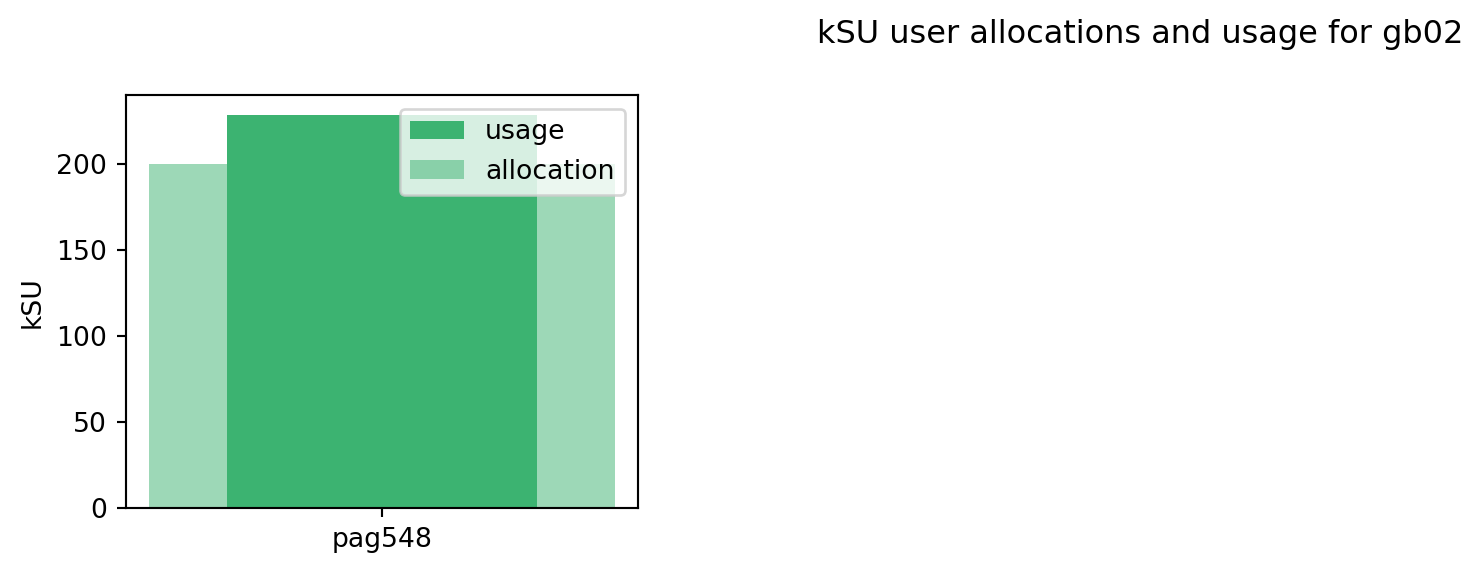 kSU user allocations and usage for gb02
usage
allocation
200
150
100
50
0
kSU
pag548